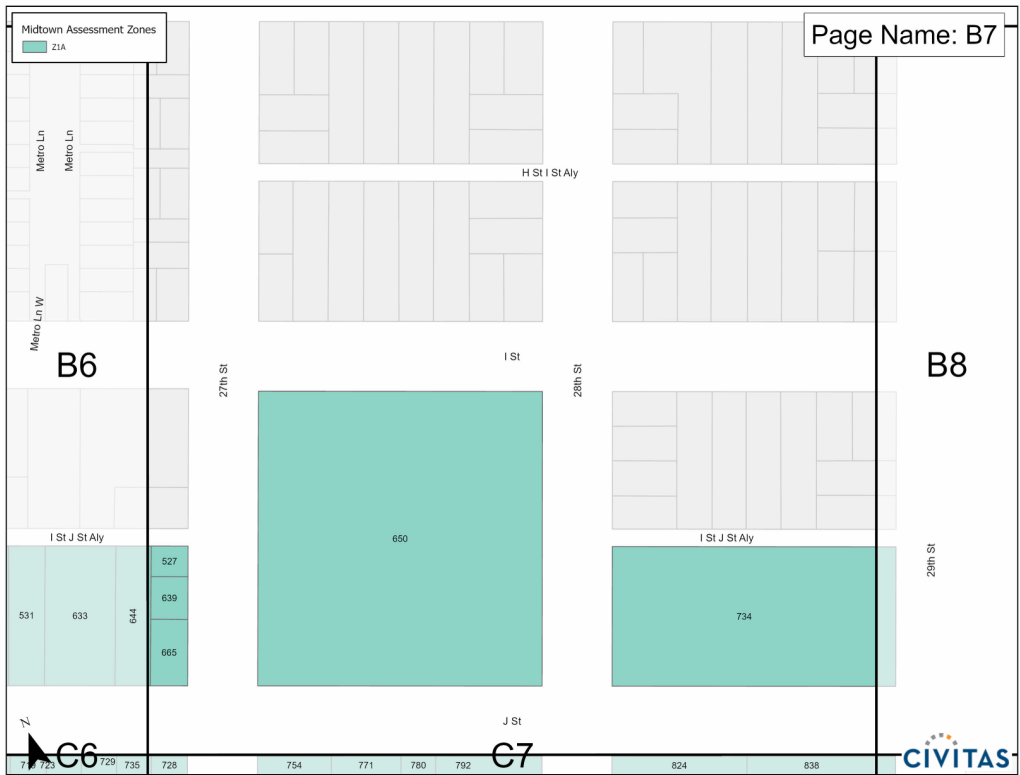 Midtown Assessment Zones
Z1A
Page Name: B7
Metro Ln
Metro Ln
H St I St Aly
Metro Ln W
I St
B6
27th St
28th St
B8
I St J St Aly
650
I St J St Aly
29th St
527
639
531
633
644
734
665
J St
N
C6
C7
723
729
735
728
754
771
780
792
824
838
CIVITAS